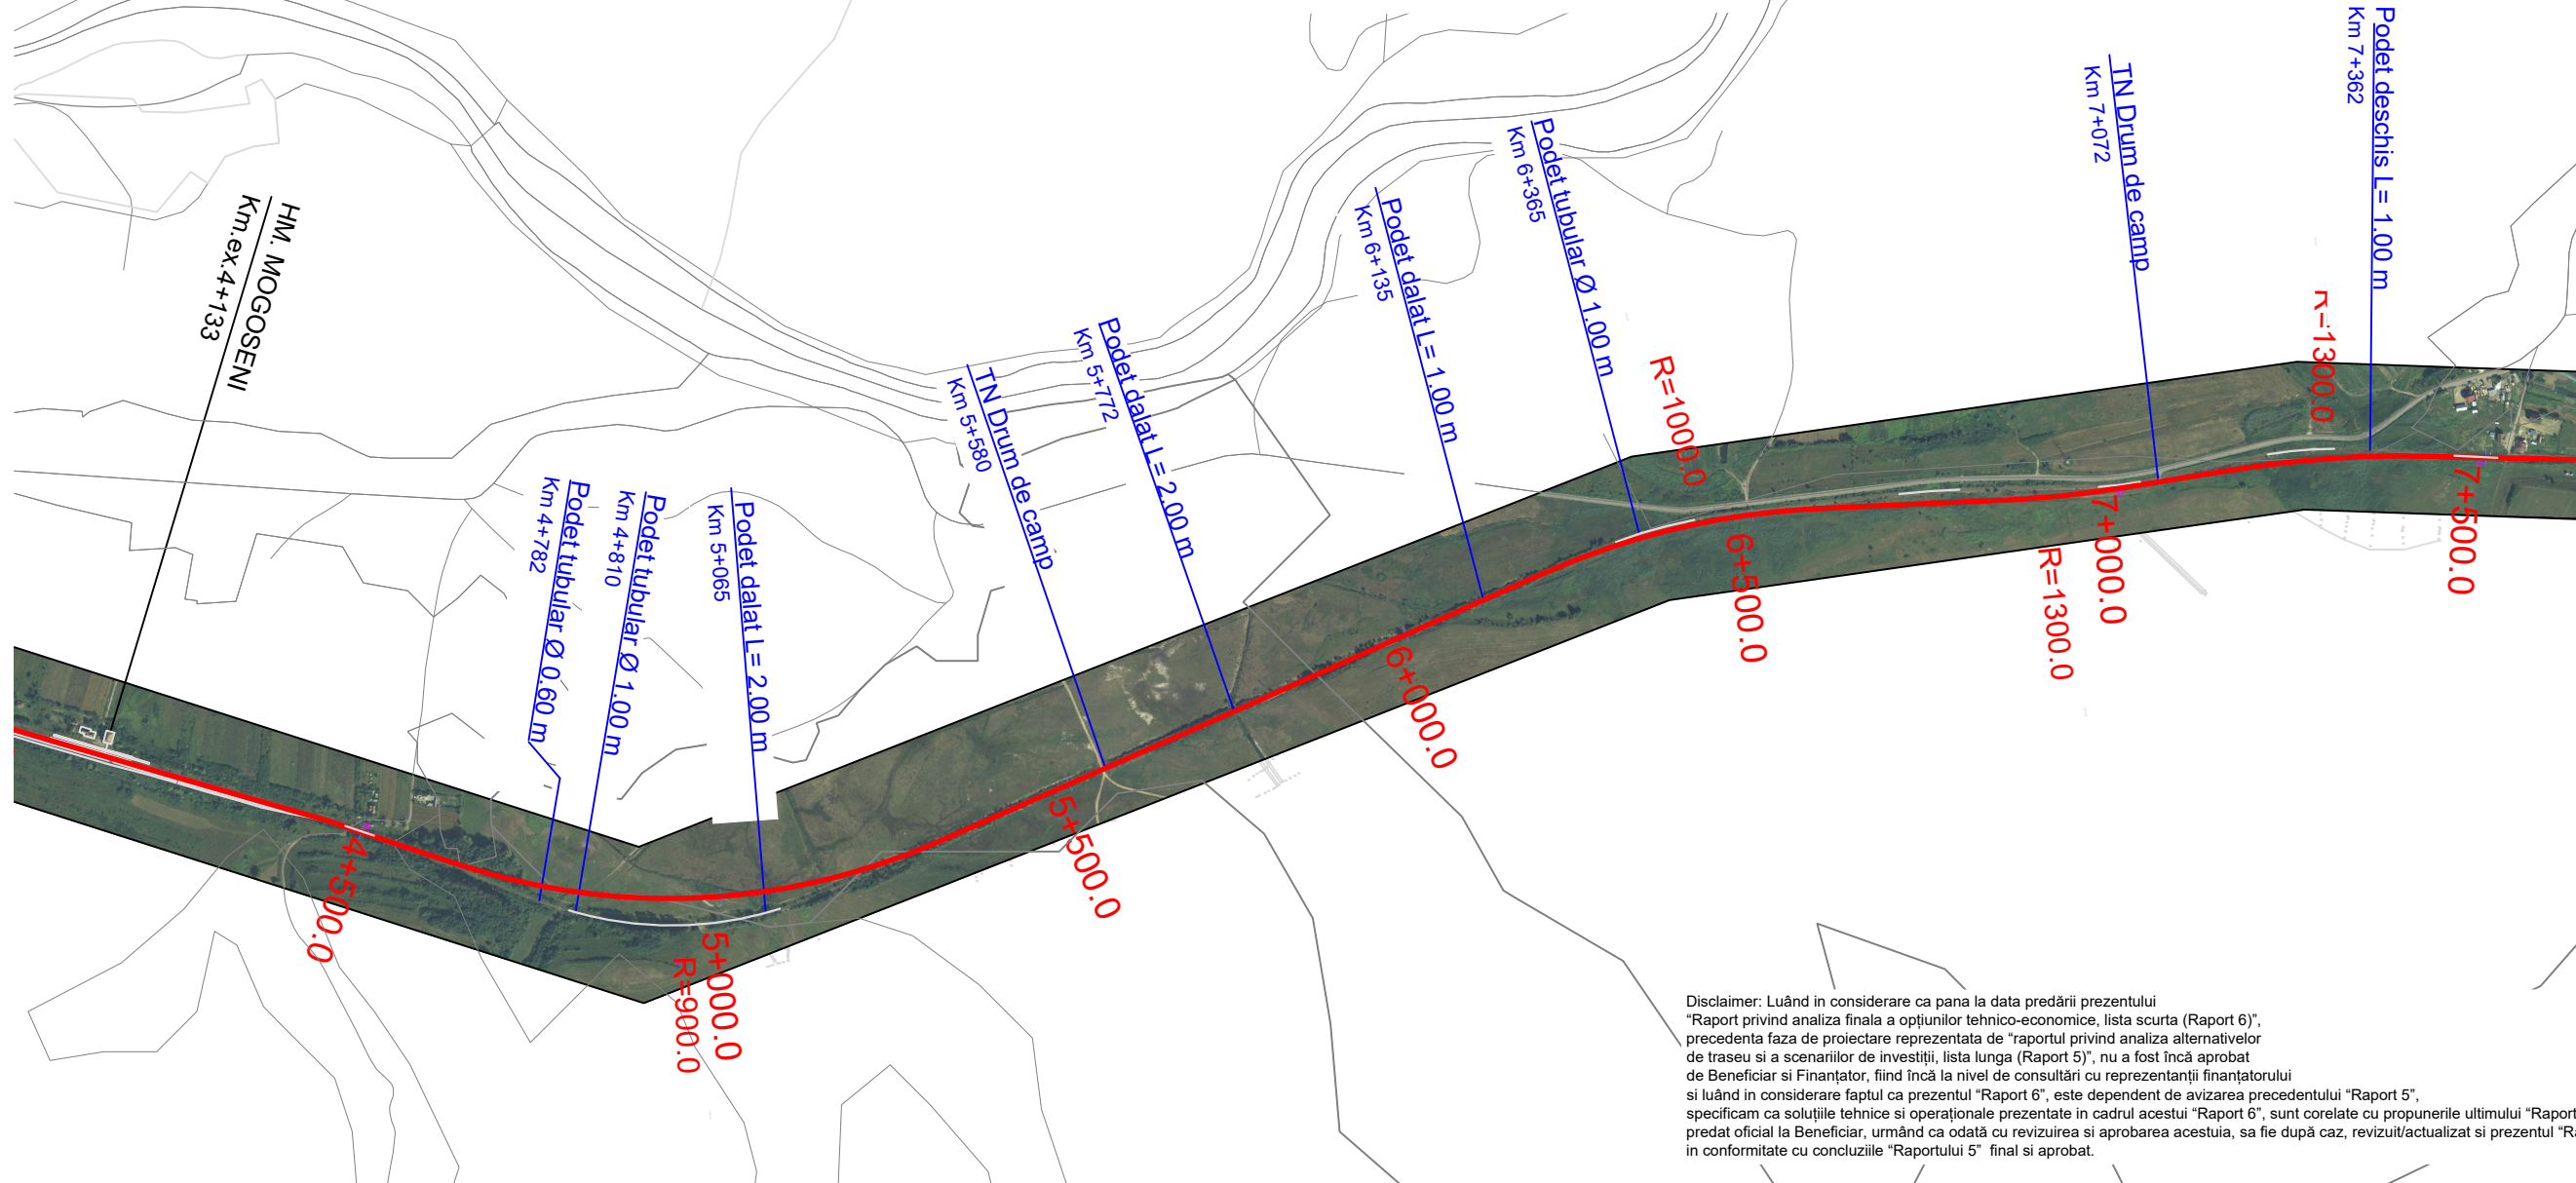 HM. MOGOSENI
Km.ex.4+133
Podet tubular Ø 0.60 m
Km 4+782
Podet tubular Ø 1.00 m
Km 4+810
Podet dalat L= 2.00 m
Km 5+065
TN Drum de camp
Km 5+580
Podet dalat L= 2.00 m
Km 5+772
Podet dalat L= 1.00 m
Km 6+135
Podet tubular Ø 1.00 m
Km 6+365
TN Drum de camp
Km 7+072
Podet deschis L= 1.00 m
Km 7+362
4+500.0
5+000.0
R=900.0
5+500.0
6+000.0
R=1000.0
6+500.0
7+000.0
R=1300.0
R=1300.0
7+500.0
Disclaimer: Luând in considerare ca pana la data predării prezentului
“Raport privind analiza finala a opțiunilor tehnico-economice, lista scurta (Raport 6)”,
precedenta faza de proiectare reprezentata de “raportul privind analiza alternativelor
de traseu si a scenariilor de investiții, lista lunga (Raport 5)”, nu a fost încă aprobat
de Beneficiar si Finanțator, fiind încă la nivel de consultări cu reprezentanții finanțatorului
si luând in considerare faptul ca prezentul “Raport 6”, este dependent de avizarea precedentului “Raport 5”,
specificam ca soluțiile tehnice si operaționale prezentate in cadrul acestui “Raport 6”, sunt corelate cu propunerile ultimului “Raport
predat oficial la Beneficiar, urmând ca odată cu revizuirea si aprobarea acestuia, sa fie după caz, revizuit/actualizat si prezentul
in conformitate cu concluziile “Raportului 5” final si aprobat.